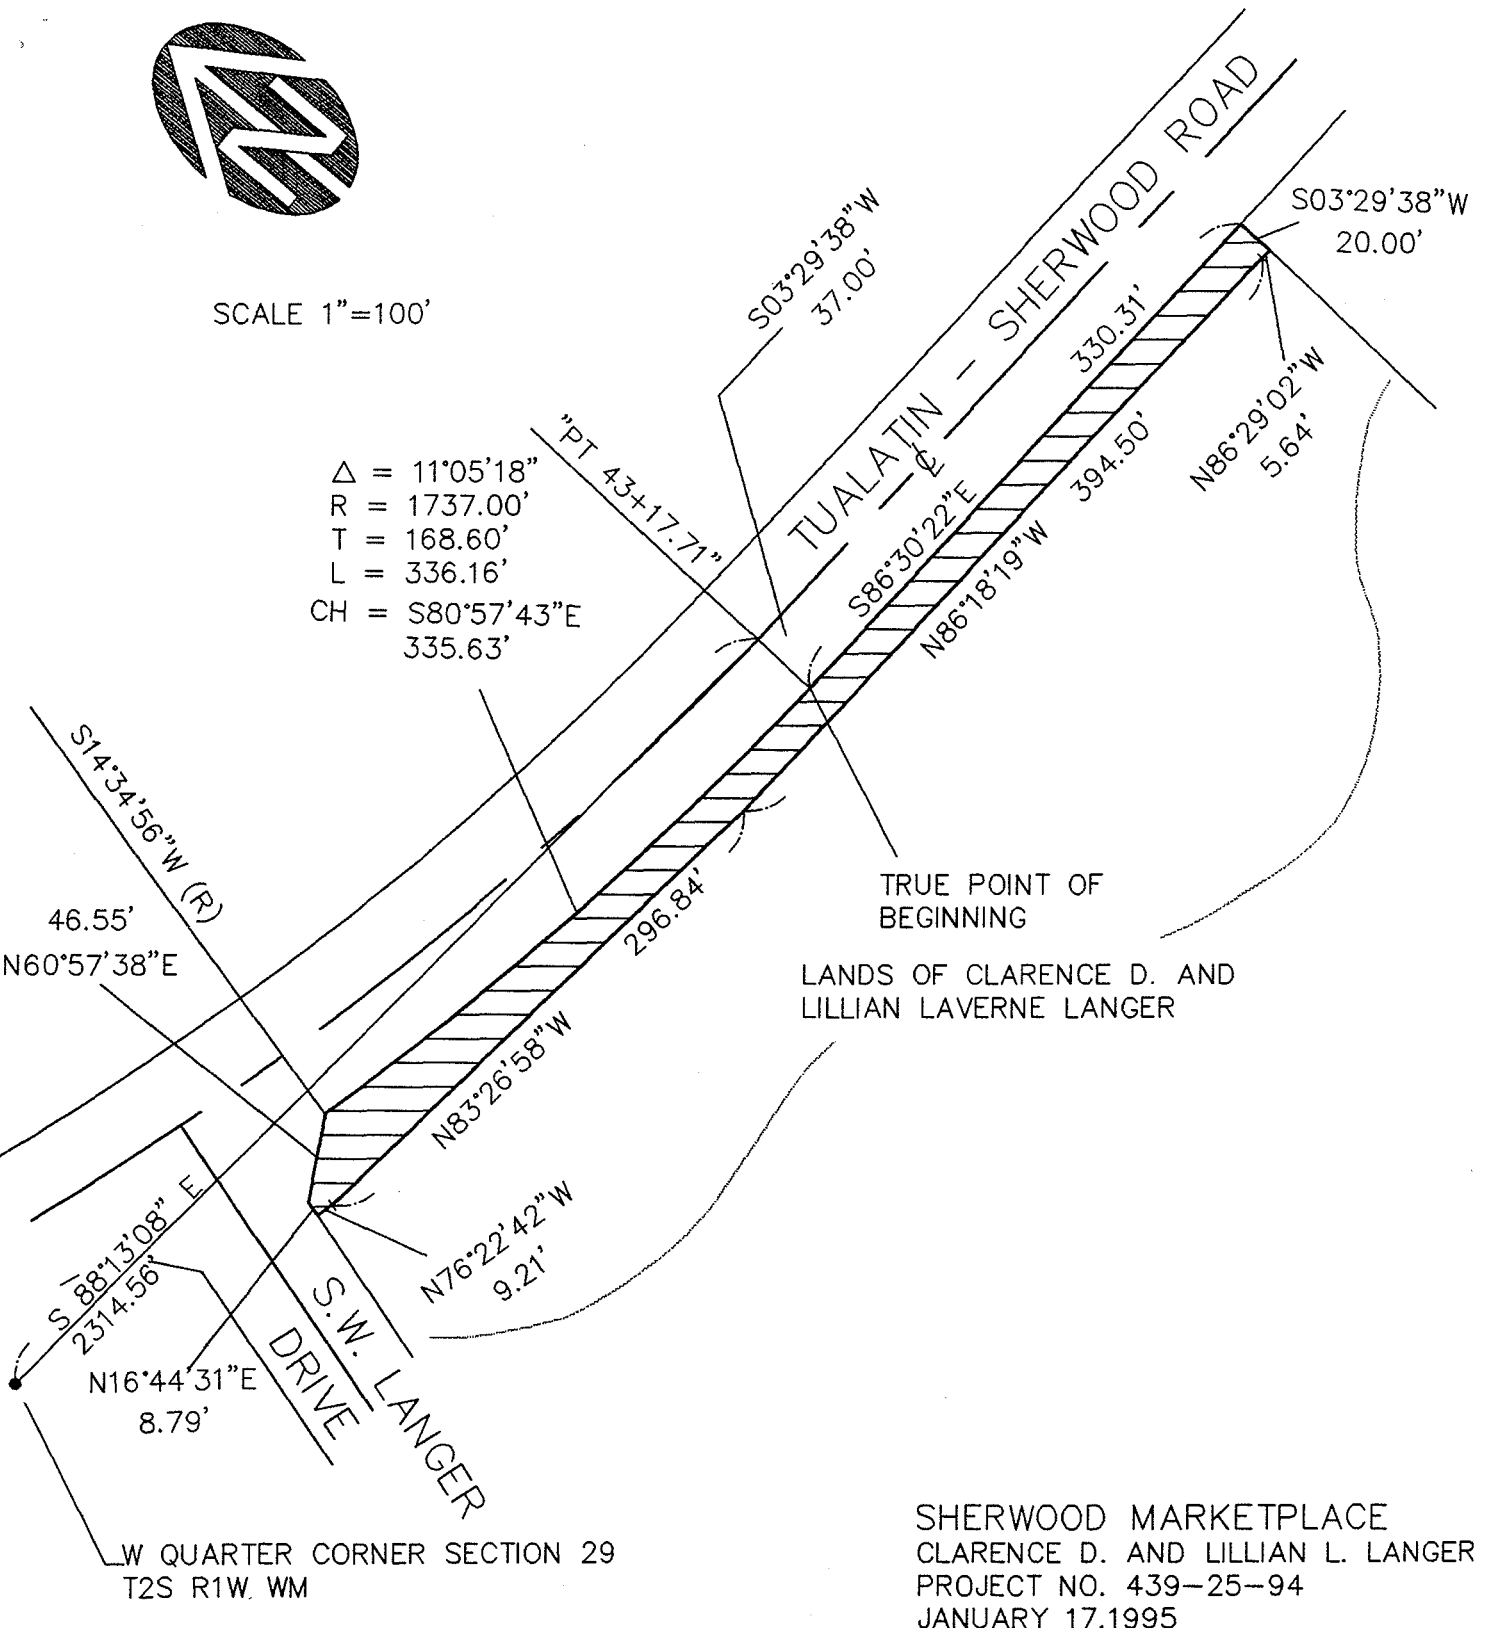 SCALE 1"=100'
S03°29'38"W
20.00'
S03°29'38"W
37.00'
TUALATIN - SHERWOOD ROAD
℄
330.31'
S86°30'22"E
394.50'
N86°18'19"W
N86°29'02"W
5.64'
"PT 43+17.71"
Δ = 11°05'18"
R = 1737.00'
T = 168.60'
L = 336.16'
CH = S80°57'43"E
335.63'
S14°34'56"W (R)
46.55'
N60°57'38"E
296.84'
N83°26'58"W
TRUE POINT OF
BEGINNING
LANDS OF CLARENCE D. AND
LILLIAN LAVERNE LANGER
S 88°13'08" E
2314.56'
N76°22'42"W
9.21'
N16°44'31"E
8.79'
S.W. LANGER
DRIVE
W QUARTER CORNER SECTION 29
T2S R1W. WM
SHERWOOD MARKETPLACE
CLARENCE D. AND LILLIAN L. LANGER
PROJECT NO. 439-25-94
JANUARY 17,1995